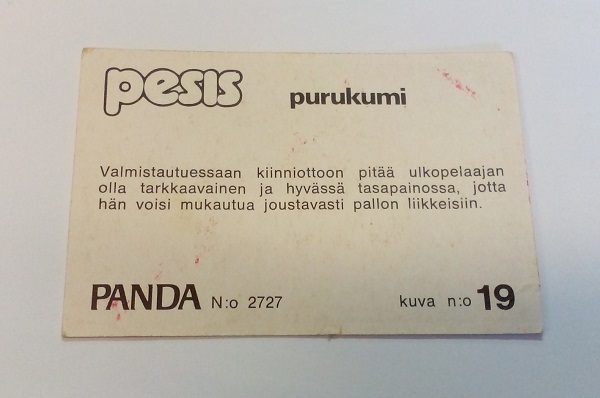 pesis purukumi
Valmistautuessaan kiinniottoon pitää ulkopelaajan
olla tarkkaavainen ja hyvässä tasapainossa, jotta
hän voisi mukautua joustavasti pallon liikkeisiin.
PANDA N:o 2727 kuva n:o 19